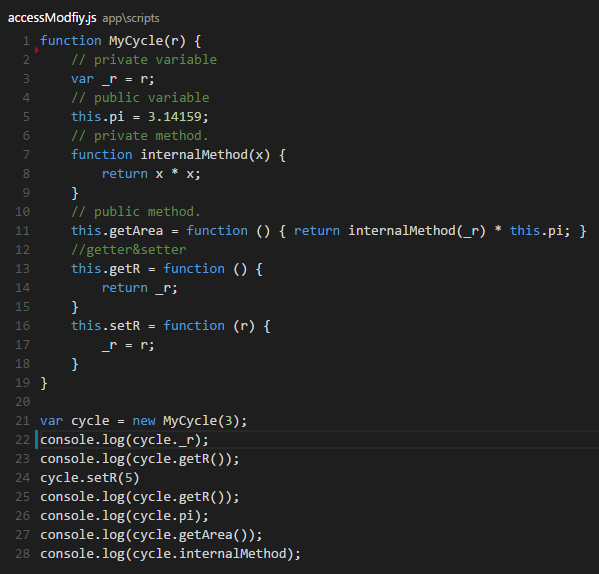 accessModfiy.js app\scripts
1 function MyCycle(r) {
2 // private variable
3 var _r = r;
4 // public variable
5 this.pi = 3.14159;
6 // private method.
7 function internalMethod(x) {
8 return x * x;
9 }
10 // public method.
11 this.getArea = function () { return internalMethod(_r) * this.pi; }
12 //getter&setter
13 this.getR = function () {
14 return _r;
15 }
16 this.setR = function (r) {
17 _r = r;
18 }
19 }
20
21 var cycle = new MyCycle(3);
22 console.log(cycle._r);
23 console.log(cycle.getR());
24 cycle.setR(5)
25 console.log(cycle.getR());
26 console.log(cycle.pi);
27 console.log(cycle.getArea());
28 console.log(cycle.internalMethod);